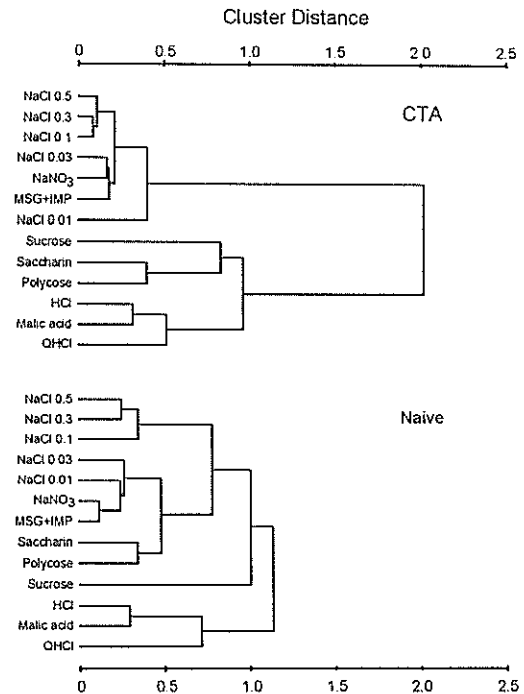 Cluster Distance
0 0.5 1.0 1.5 2.0 2.5
CTA
NaCl 0.5
NaCl 0.3
NaCl 0 1
NaCl 0.03
NaNO3
MSG+IMP
NaCl 0 01
Sucrose
Saccharin
Polycose
HCl
Malic acid
QHCl
Naive
NaCl 0.5
NaCl 0.3
NaCl 0.1
NaCl 0 03
NaCl 0.01
NaNO3
MSG+IMP
Saccharin
Polycose
Sucrose
HCl
Malic acid
QHCl
0 0.5 1.0 1.5 2.0 2.5